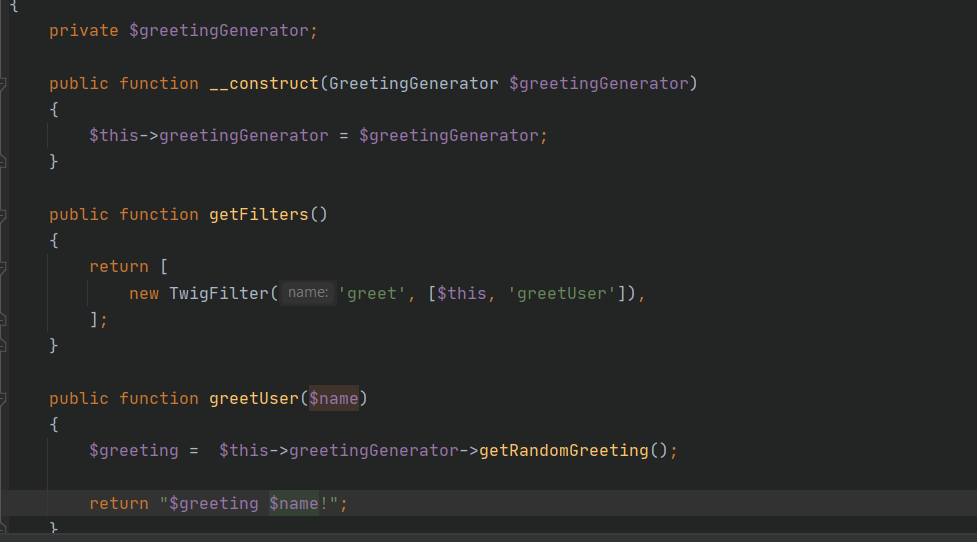 {
private $greetingGenerator;
public function __construct(GreetingGenerator $greetingGenerator)
{
$this->greetingGenerator = $greetingGenerator;
}
public function getFilters()
{
return [
new TwigFilter( name: 'greet', [$this, 'greetUser']),
];
}
public function greetUser($name)
{
$greeting =  $this->greetingGenerator->getRandomGreeting();
return "$greeting $name!";
}